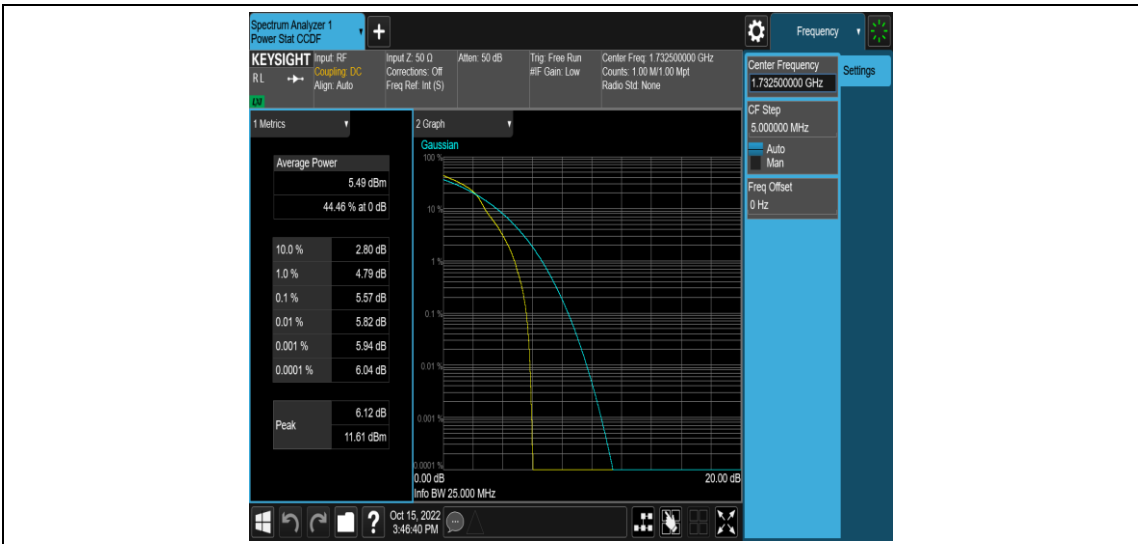 Spectrum Analyzer 1
Power Stat CCDF
+
Frequency
KEYSIGHT
RL
LXI
Input: RF
Coupling: DC
Align: Auto
Input Z: 50 Ω
Corrections: Off
Freq Ref: Int (S)
Atten: 50 dB
Trig: Free Run
#IF Gain: Low
Center Freq: 1.732500000 GHz
Counts: 1.00 M/1.00 Mpt
Radio Std: None
Center Frequency
1.732500000 GHz
Settings
CF Step
5.000000 MHz
Auto
Man
Freq Offset
0 Hz
1 Metrics
Average Power
5.49 dBm
44.46 % at 0 dB
10.0 % 2.80 dB
1.0 % 4.79 dB
0.1 % 5.57 dB
0.01 % 5.82 dB
0.001 % 5.94 dB
0.0001 % 6.04 dB
Peak
6.12 dB
11.61 dBm
2 Graph
Gaussian
100 %
10 %
1 %
0.1 %
0.01 %
0.001 %
0.0001 %
0.00 dB 20.00 dB
Info BW 25.000 MHz
?
Oct 15, 2022
3:46:40 PM